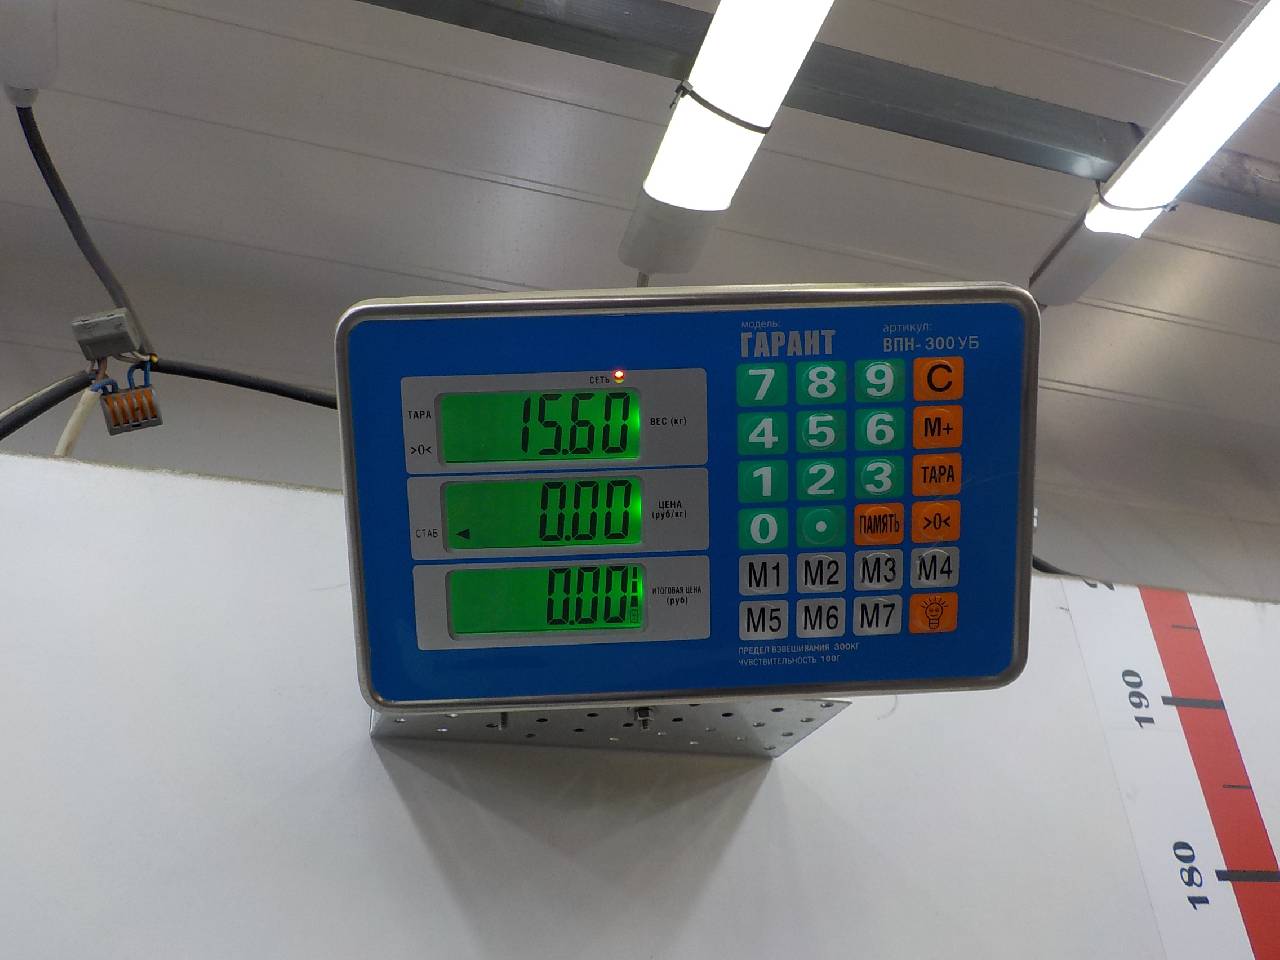 модель:
ГАРАНТ
артикул:
ВПН-300УБ
СЕТЬ
ТАРА
>0<
15.60
ВЕС (кг)
СТАБ
0.00
ЦЕНА
(руб/кг)
0.00
ИТОГОВАЯ ЦЕНА
(руб)
7 8 9 C
4 5 6 M+
1 2 3 ТАРА
0 . ПАМЯТЬ >0<
M1 M2 M3 M4
M5 M6 M7
ПРЕДЕЛ ВЗВЕШИВАНИЯ 300КГ
ЧУВСТВИТЕЛЬНОСТЬ 100Г
190
180